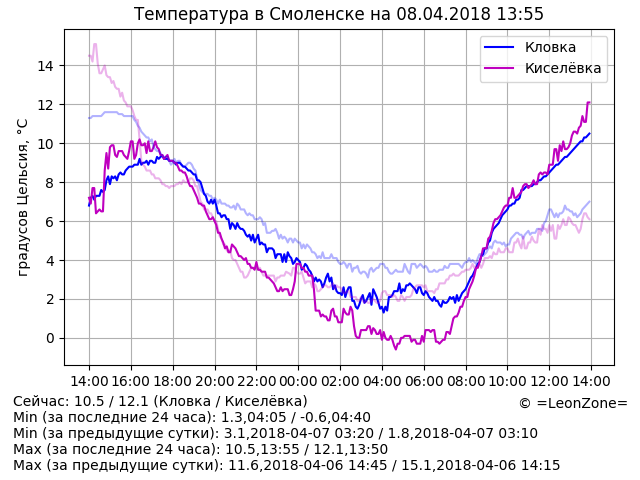 Температура в Смоленске на 08.04.2018 13:55
Кловка
Киселёвка
градусов Цельсия, °C
14
12
10
8
6
4
2
0
14:00 16:00 18:00 20:00 22:00 00:00 02:00 04:00 06:00 08:00 10:00 12:00 14:00
Сейчас: 10.5 / 12.1 (Кловка / Киселёвка)
© =LeonZone=
Min (за последние 24 часа): 1.3,04:05 / -0.6,04:40
Min (за предыдущие сутки): 3.1,2018-04-07 03:20 / 1.8,2018-04-07 03:10
Max (за последние 24 часа): 10.5,13:55 / 12.1,13:50
Max (за предыдущие сутки): 11.6,2018-04-06 14:45 / 15.1,2018-04-06 14:15